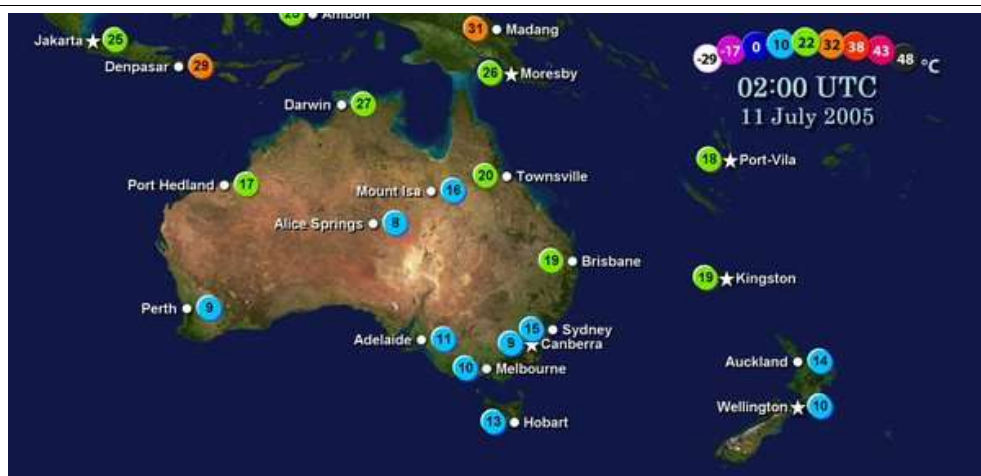 23 Ambon
Jakarta 25
31 Madang
-29 -17 0 10 22 32 38 43 48 °C
Denpasar 29
26 Moresby
02:00 UTC
Darwin 27
11 July 2005
18 Port-Vila
Port Hedland 17
20 Townsville
Mount Isa 16
Alice Springs 8
19 Brisbane
19 Kingston
Perth 9
15 Sydney
Adelaide 11
9 Canberra
Auckland 14
10 Melbourne
Wellington 10
13 Hobart